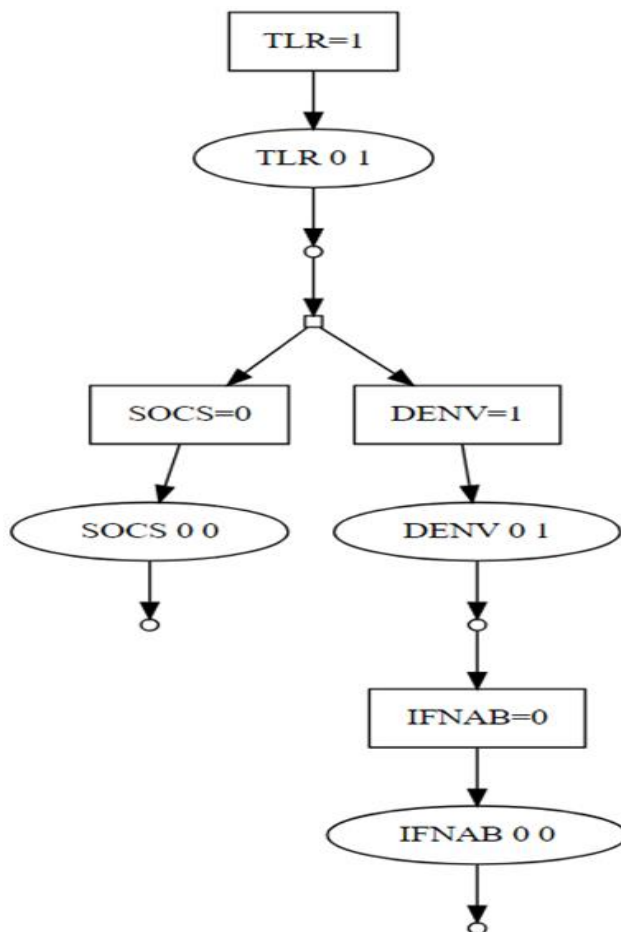 TLR=1
TLR 0 1
SOCS=0
DENV=1
SOCS 0 0
DENV 0 1
IFNAB=0
IFNAB 0 0